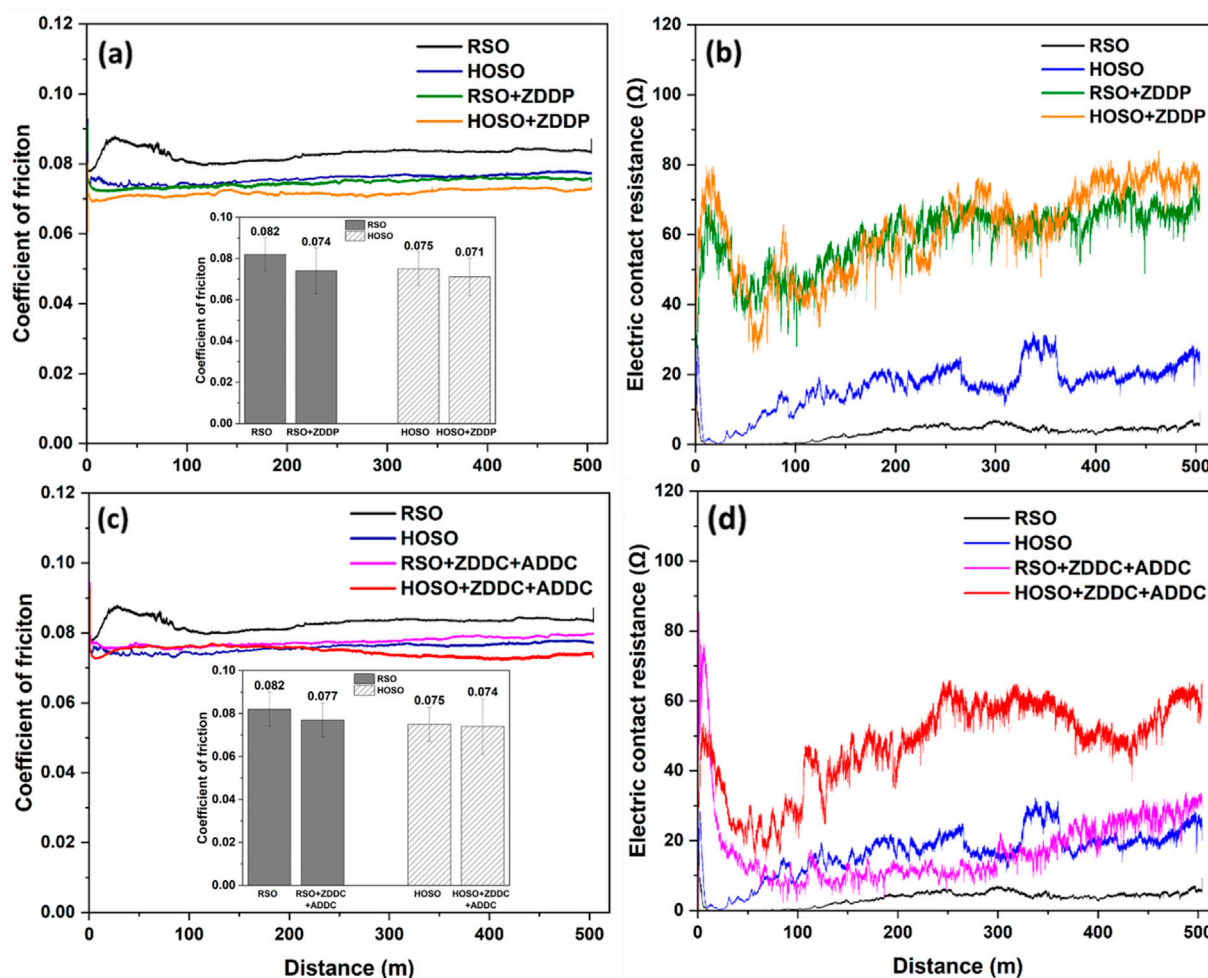 (a)
RSO
HOSO
RSO+ZDDP
HOSO+ZDDP
Coefficient of friciton
0.12
0.10
0.08
0.06
0.04
0.02
0.00
0 100 200 300 400 500
Coefficient of friciton
0.10
0.08
0.06
0.04
0.02
0.00
RSO
HOSO
0.082
0.074
0.075
0.071
RSO RSO+ZDDP HOSO HOSO+ZDDP
(b)
RSO
HOSO
RSO+ZDDP
HOSO+ZDDP
Electric contact resistance (Ω)
120
100
80
60
40
20
0
0 100 200 300 400 500
(c)
RSO
HOSO
RSO+ZDDC+ADDC
HOSO+ZDDC+ADDC
Coefficient of friciton
0.12
0.10
0.08
0.06
0.04
0.02
0.00
0 100 200 300 400 500
Distance (m)
Coefficient of friction
0.10
0.08
0.06
0.04
0.02
0.00
RSO
HOSO
0.082
0.077
0.075
0.074
RSO RSO+ZDDC HOSO HOSO+ZDDC
+ADDC +ADDC
(d)
RSO
HOSO
RSO+ZDDC+ADDC
HOSO+ZDDC+ADDC
Electric contact resistance (Ω)
120
100
80
60
40
20
0
0 100 200 300 400 500
Distance (m)